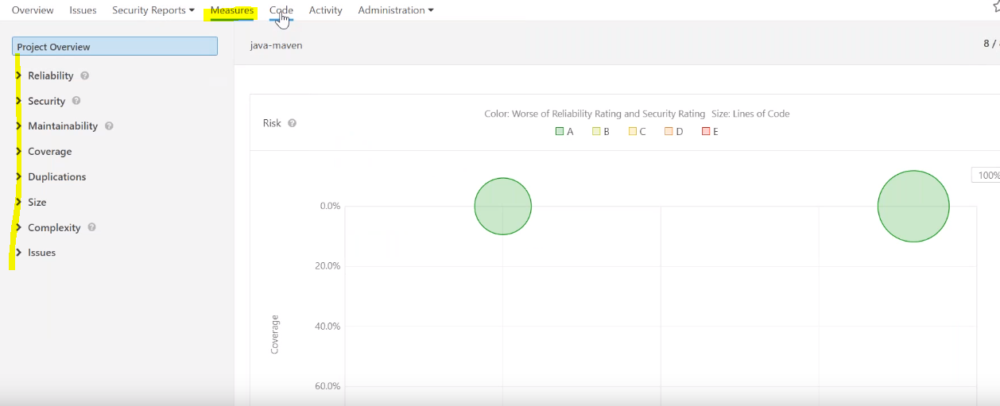 Overview Issues Security Reports Measures Code Activity Administration
Project Overview
java-maven
8 /
Reliability
Security
Maintainability
Coverage
Duplications
Size
Complexity
Issues
Risk
Color: Worse of Reliability Rating and Security Rating Size: Lines of Code
A B C D E
100%
0.0%
20.0%
40.0%
60.0%
Coverage